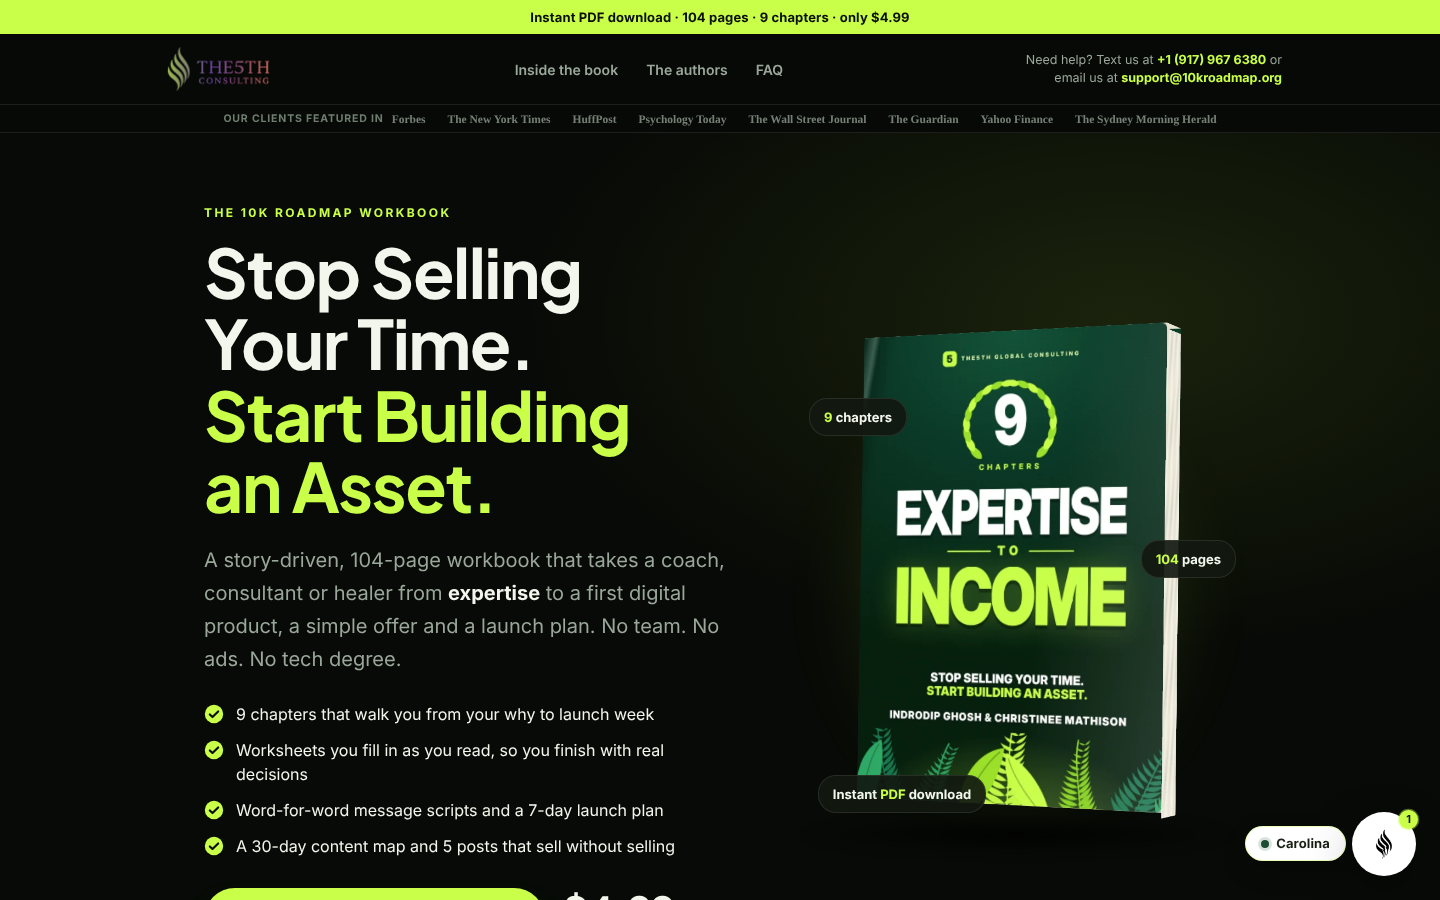 Instant PDF download · 104 pages · 9 chapters · only $4.99
THE5TH
CONSULTING
Inside the book
The authors
FAQ
Need help? Text us at +1 (917) 967 6380 or
email us at support@10kroadmap.org
OUR CLIENTS FEATURED IN Forbes The New York Times HuffPost Psychology Today The Wall Street Journal The Guardian Yahoo Finance The Sydney Morning Herald
THE 10K ROADMAP WORKBOOK
Stop Selling
Your Time.
Start Building
an Asset.
A story-driven, 104-page workbook that takes a coach,
consultant or healer from expertise to a first digital
product, a simple offer and a launch plan. No team. No
ads. No tech degree.
9 chapters that walk you from your why to launch week
Worksheets you fill in as you read, so you finish with real
decisions
Word-for-word message scripts and a 7-day launch plan
A 30-day content map and 5 posts that sell without selling
5 THE5TH GLOBAL CONSULTING
9
CHAPTERS
EXPERTISE
TO
INCOME
STOP SELLING YOUR TIME.
START BUILDING AN ASSET.
INDRODIP GHOSH & CHRISTINEE MATHISON
9 chapters
104 pages
Instant PDF download
Carolina
1